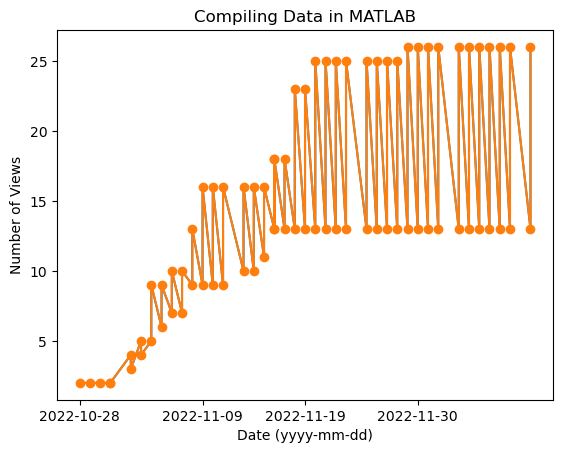 Compiling Data in MATLAB
Number of Views
25
20
15
10
5
2022-10-28 2022-11-09 2022-11-19 2022-11-30
Date (yyyy-mm-dd)